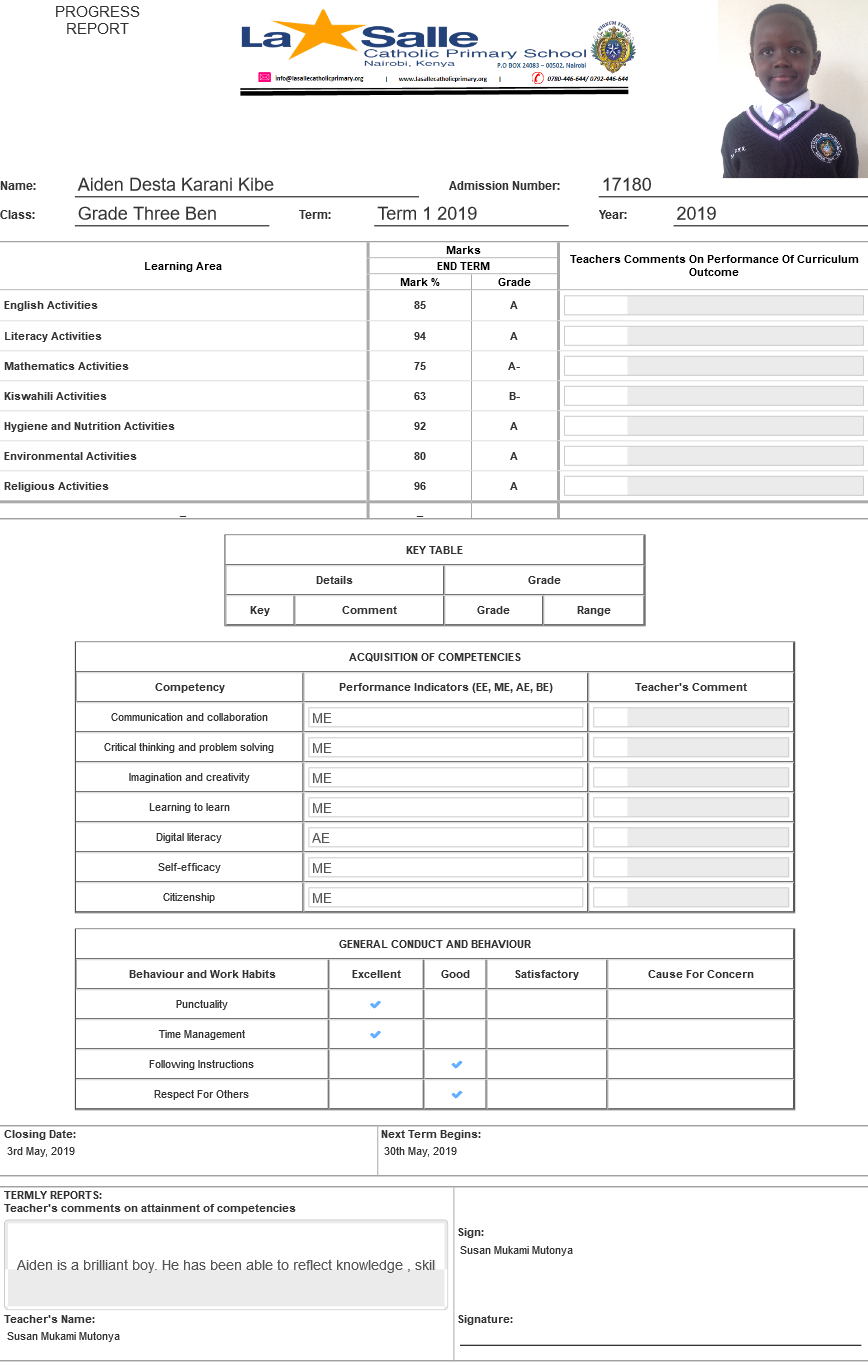 PROGRESS
REPORT
La Salle
Catholic Primary School
Nairobi, Kenya
P.O BOX 24083 – 00502, Nairobi
info@lasallecatholicprimary.org | www.lasallecatholicprimary.org | 0780-446-644/ 0792-446-644
Name: Aiden Desta Karani Kibe Admission Number: 17180
Class: Grade Three Ben Term: Term 1 2019 Year: 2019
Learning Area Marks Teachers Comments On Performance Of Curriculum Outcome
END TERM
Mark % Grade
English Activities 85 A
Literacy Activities 94 A
Mathematics Activities 75 A-
Kiswahili Activities 63 B-
Hygiene and Nutrition Activities 92 A
Environmental Activities 80 A
Religious Activities 96 A
_ _
KEY TABLE
Details Grade
Key Comment Grade Range
ACQUISITION OF COMPETENCIES
Competency Performance Indicators (EE, ME, AE, BE) Teacher's Comment
Communication and collaboration ME
Critical thinking and problem solving ME
Imagination and creativity ME
Learning to learn ME
Digital literacy AE
Self-efficacy ME
Citizenship ME
GENERAL CONDUCT AND BEHAVIOUR
Behaviour and Work Habits Excellent Good Satisfactory Cause For Concern
Punctuality ✓
Time Management ✓
Following Instructions ✓
Respect For Others ✓
Closing Date: Next Term Begins:
3rd May, 2019 30th May, 2019
TERMLY REPORTS:
Teacher's comments on attainment of competencies
Aiden is a brilliant boy. He has been able to reflect knowledge , skil
Sign:
Susan Mukami Mutonya
Teacher's Name: Signature:
Susan Mukami Mutonya